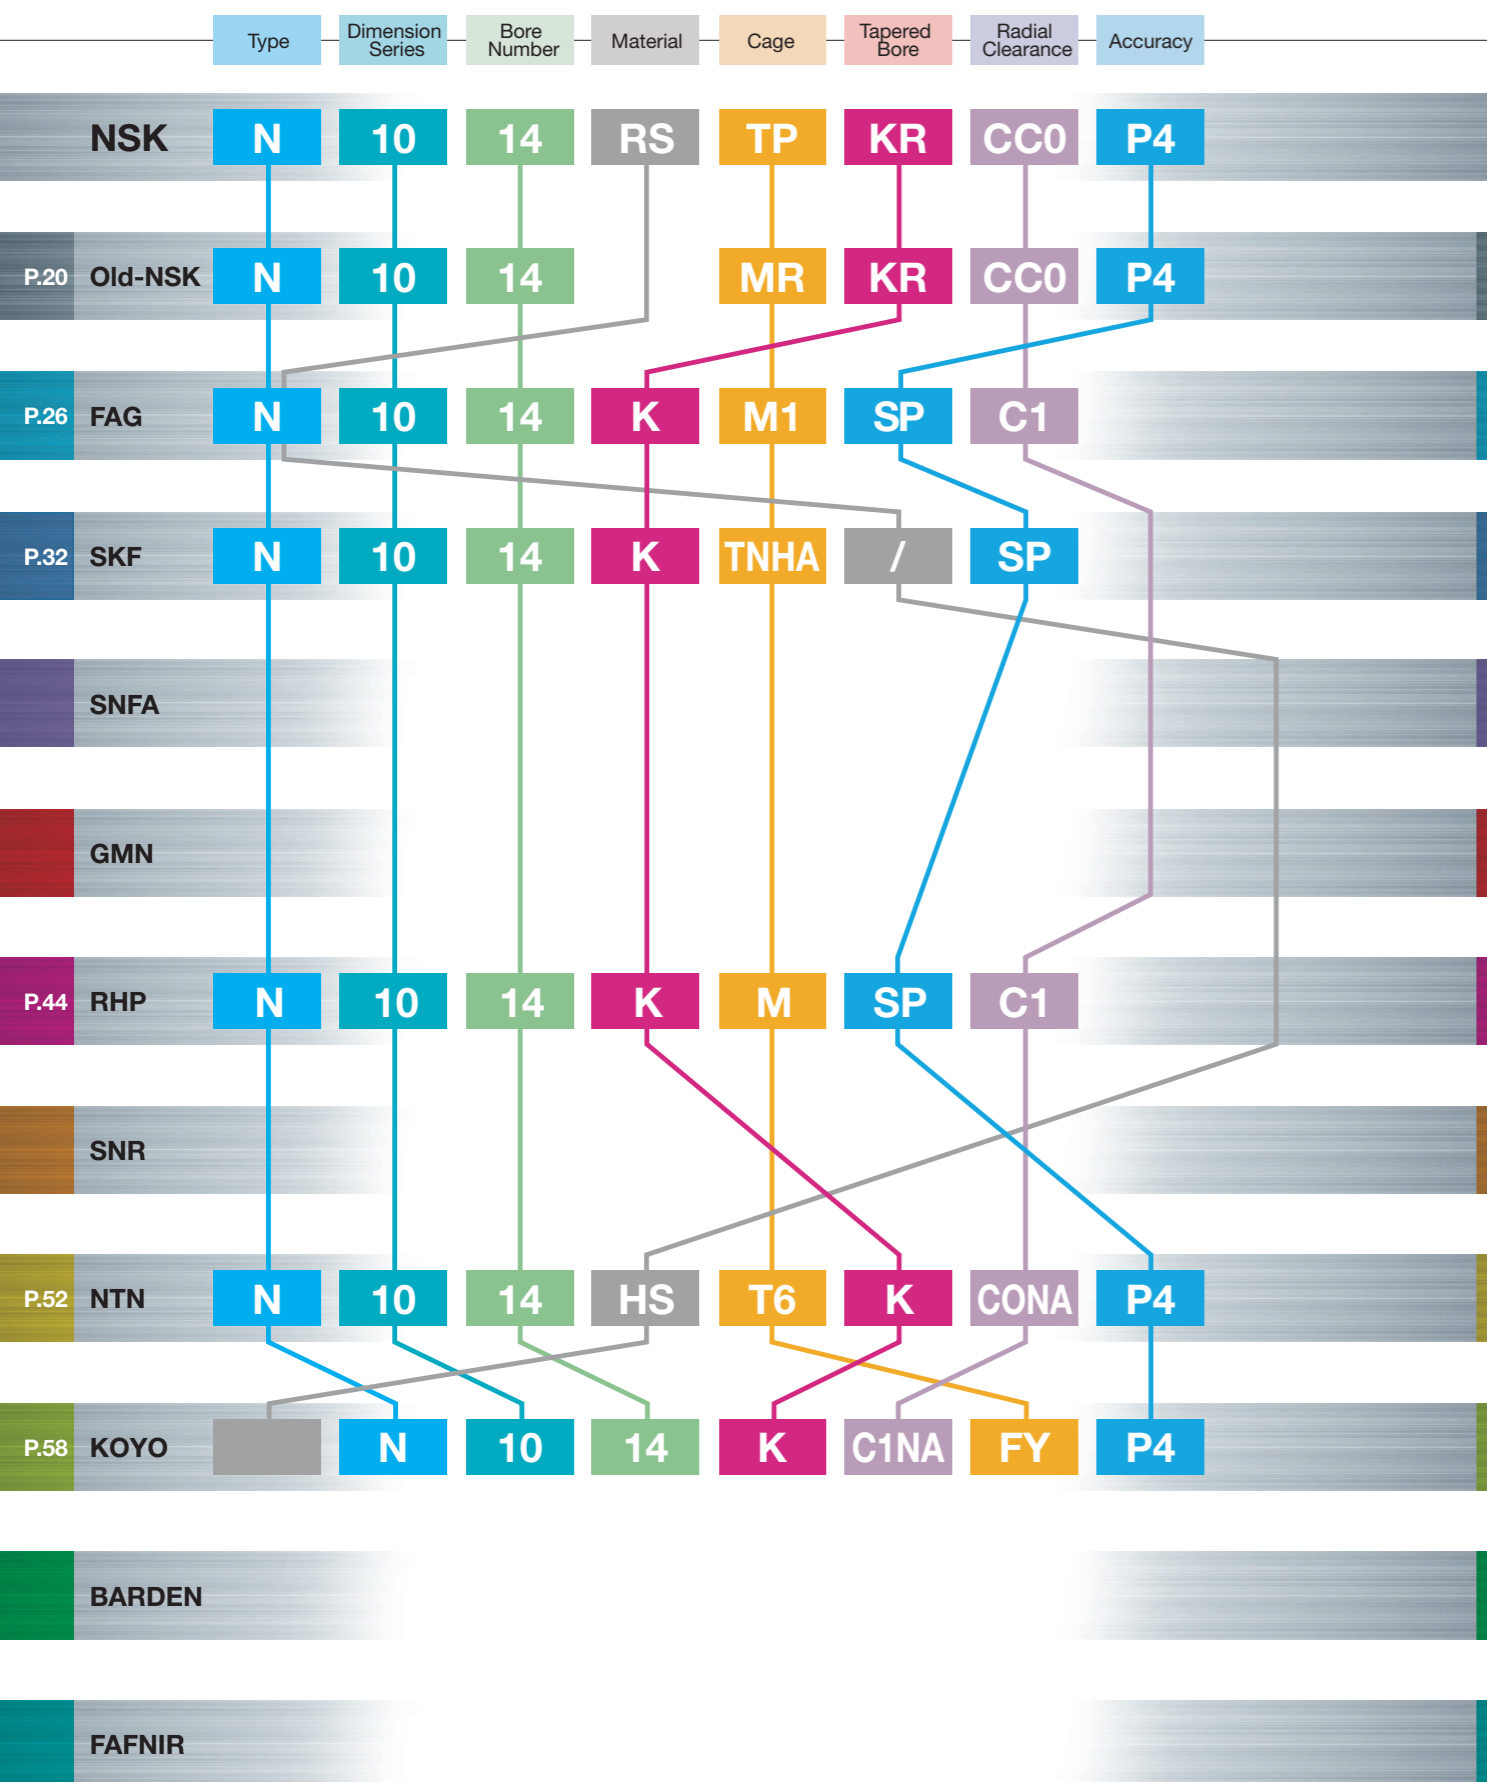 Type Dimension Series Bore Number Material Cage Tapered Bore Radial Clearance Accuracy
NSK N 10 14 RS TP KR CC0 P4
P.20 Old-NSK N 10 14 MR KR CC0 P4
P.26 FAG N 10 14 K M1 SP C1
P.32 SKF N 10 14 K TNHA / SP
SNFA
GMN
P.44 RHP N 10 14 K M SP C1
SNR
P.52 NTN N 10 14 HS T6 K CONA P4
P.58 KOYO N 10 14 K C1NA FY P4
BARDEN
FAFNIR